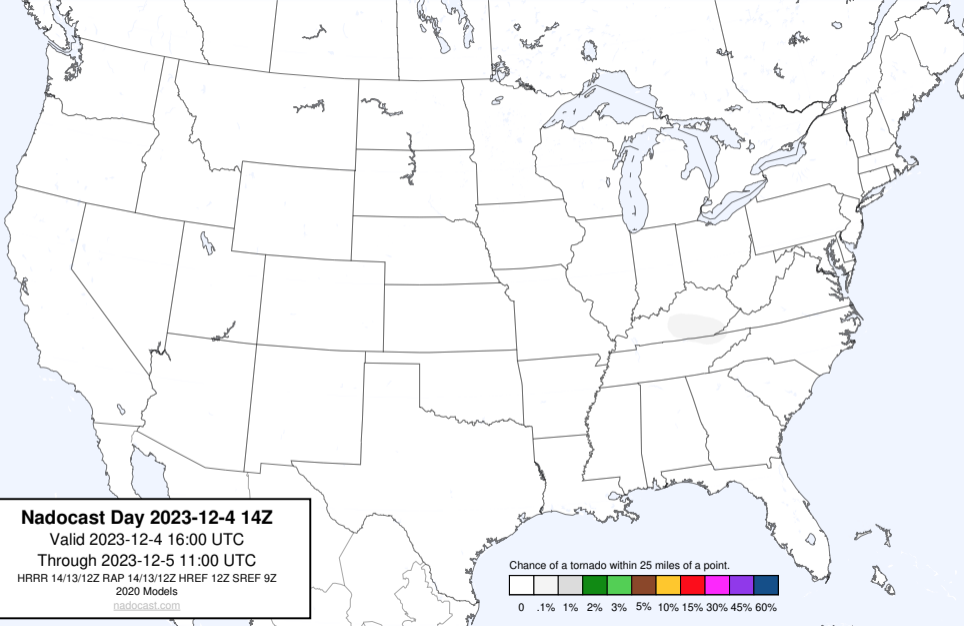 Nadocast Day 2023-12-4 14Z
Valid 2023-12-4 16:00 UTC
Through 2023-12-5 11:00 UTC
HRRR 14/13/12Z RAP 14/13/12Z HREF 12Z SREF 9Z
2020 Models
nadocast.com
Chance of a tornado within 25 miles of a point.
0 .1% 1% 2% 3% 5% 10% 15% 30% 45% 60%